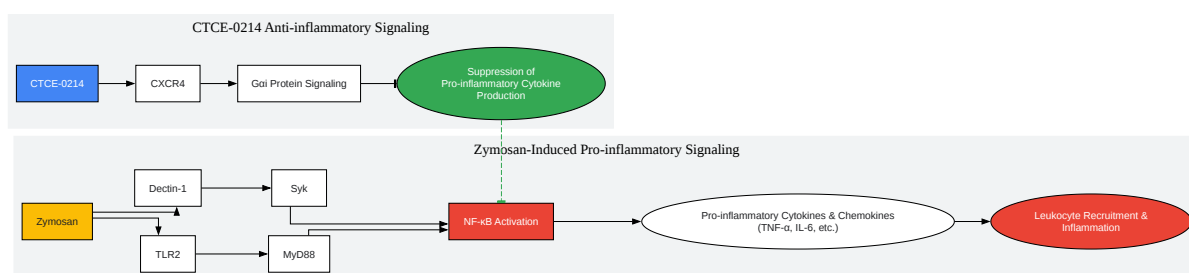 CTCE-0214 Anti-inflammatory Signaling
CTCE-0214
CXCR4
Gαi Protein Signaling
Suppression of
Pro-inflammatory Cytokine
Production
Zymosan-Induced Pro-inflammatory Signaling
Zymosan
Dectin-1
Syk
TLR2
MyD88
NF-κB Activation
Pro-inflammatory Cytokines & Chemokines
(TNF-α, IL-6, etc.)
Leukocyte Recruitment &
Inflammation